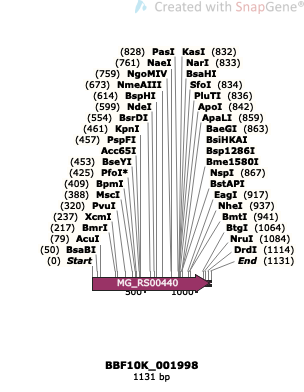 Created with SnapGene®
(828) PasI KasI (832)
(761) NaeI NarI (833)
(759) NgoMIV BsaHI
(673) NmeAIII SfoI (834)
(614) BspHI PluTI (836)
(599) NdeI ApoI (842)
(554) BsrDI ApaLI (859)
(461) KpnI BaeGI (863)
(457) PspFI BsiHKAI
Acc65I Bsp1286I
(453) BseYI Bme1580I
(425) PfoI* NspI (867)
(409) BpmI BstAPI
(388) MscI EagI (917)
(320) PvuI NheI (937)
(237) XcmI BmtI (941)
(217) BmrI BtgI (1064)
(79) AcuI NruI (1084)
(50) BsaBI DrdI (1114)
(0) Start End (1131)
MG_RS00440
500 1000
BBF10K_001998
1131 bp